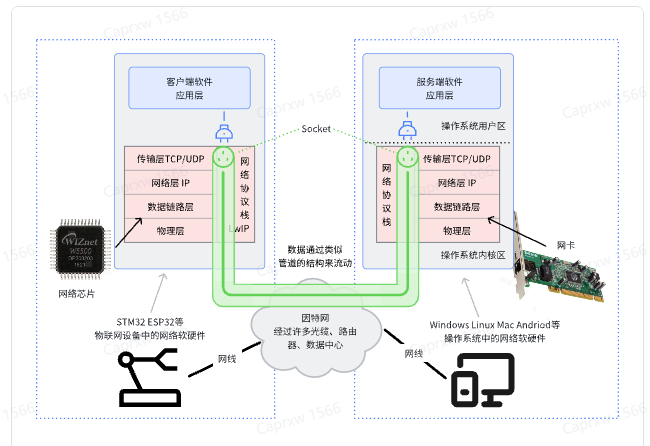 Caprxw 1566
Caprxw 1566
客户端软件
应用层
服务端软件
应用层
操作系统用户区
Socket
传输层TCP/UDP
网络层 IP
数据链路层
物理层
网络协议栈
LwIP
网络协议栈
传输层TCP/UDP
网络层 IP
数据链路层
物理层
操作系统内核区
WIZnet
W5500
网络芯片
网卡
数据通过类似
管道的结构来流动
STM32 ESP32等
物联网设备中的网络软硬件
因特网
经过许多光缆、路由
器、数据中心
Windows Linux Mac Andriod等
操作系统中的网络软硬件
网线
网线
Caprxw 1566
Caprxw 1566